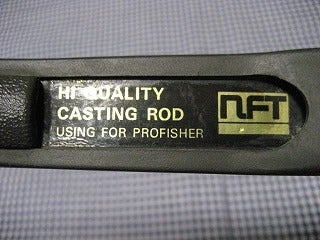 HI QUALITY
CASTING ROD
USING FOR PROFISHER
NFT